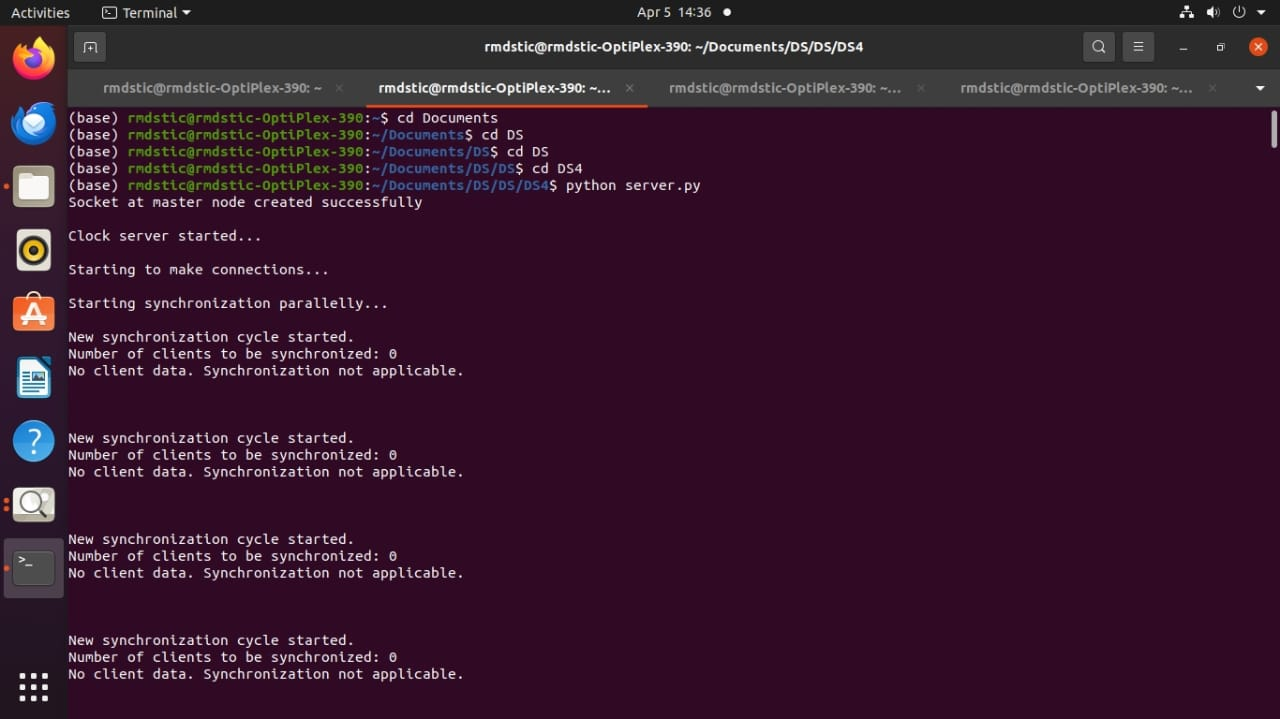 Activities
Terminal
Apr 5 14:36
rmdstic@rmdstic-OptiPlex-390: ~/Documents/DS/DS/DS4
rmdstic@rmdstic-OptiPlex-390: ~
rmdstic@rmdstic-OptiPlex-390: ~...
rmdstic@rmdstic-OptiPlex-390: ~...
rmdstic@rmdstic-OptiPlex-390: ~...
(base) rmdstic@rmdstic-OptiPlex-390:~$ cd Documents
(base) rmdstic@rmdstic-OptiPlex-390:~/Documents$ cd DS
(base) rmdstic@rmdstic-OptiPlex-390:~/Documents/DS$ cd DS
(base) rmdstic@rmdstic-OptiPlex-390:~/Documents/DS/DS$ cd DS4
(base) rmdstic@rmdstic-OptiPlex-390:~/Documents/DS/DS/DS4$ python server.py
Socket at master node created successfully
Clock server started...
Starting to make connections...
Starting synchronization parallelly...
New synchronization cycle started.
Number of clients to be synchronized: 0
No client data. Synchronization not applicable.
New synchronization cycle started.
Number of clients to be synchronized: 0
No client data. Synchronization not applicable.
New synchronization cycle started.
Number of clients to be synchronized: 0
No client data. Synchronization not applicable.
New synchronization cycle started.
Number of clients to be synchronized: 0
No client data. Synchronization not applicable.